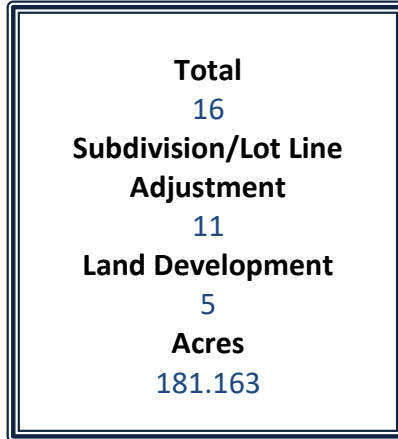 Total
16
Subdivision/Lot Line
Adjustment
11
Land Development
5
Acres
181.163